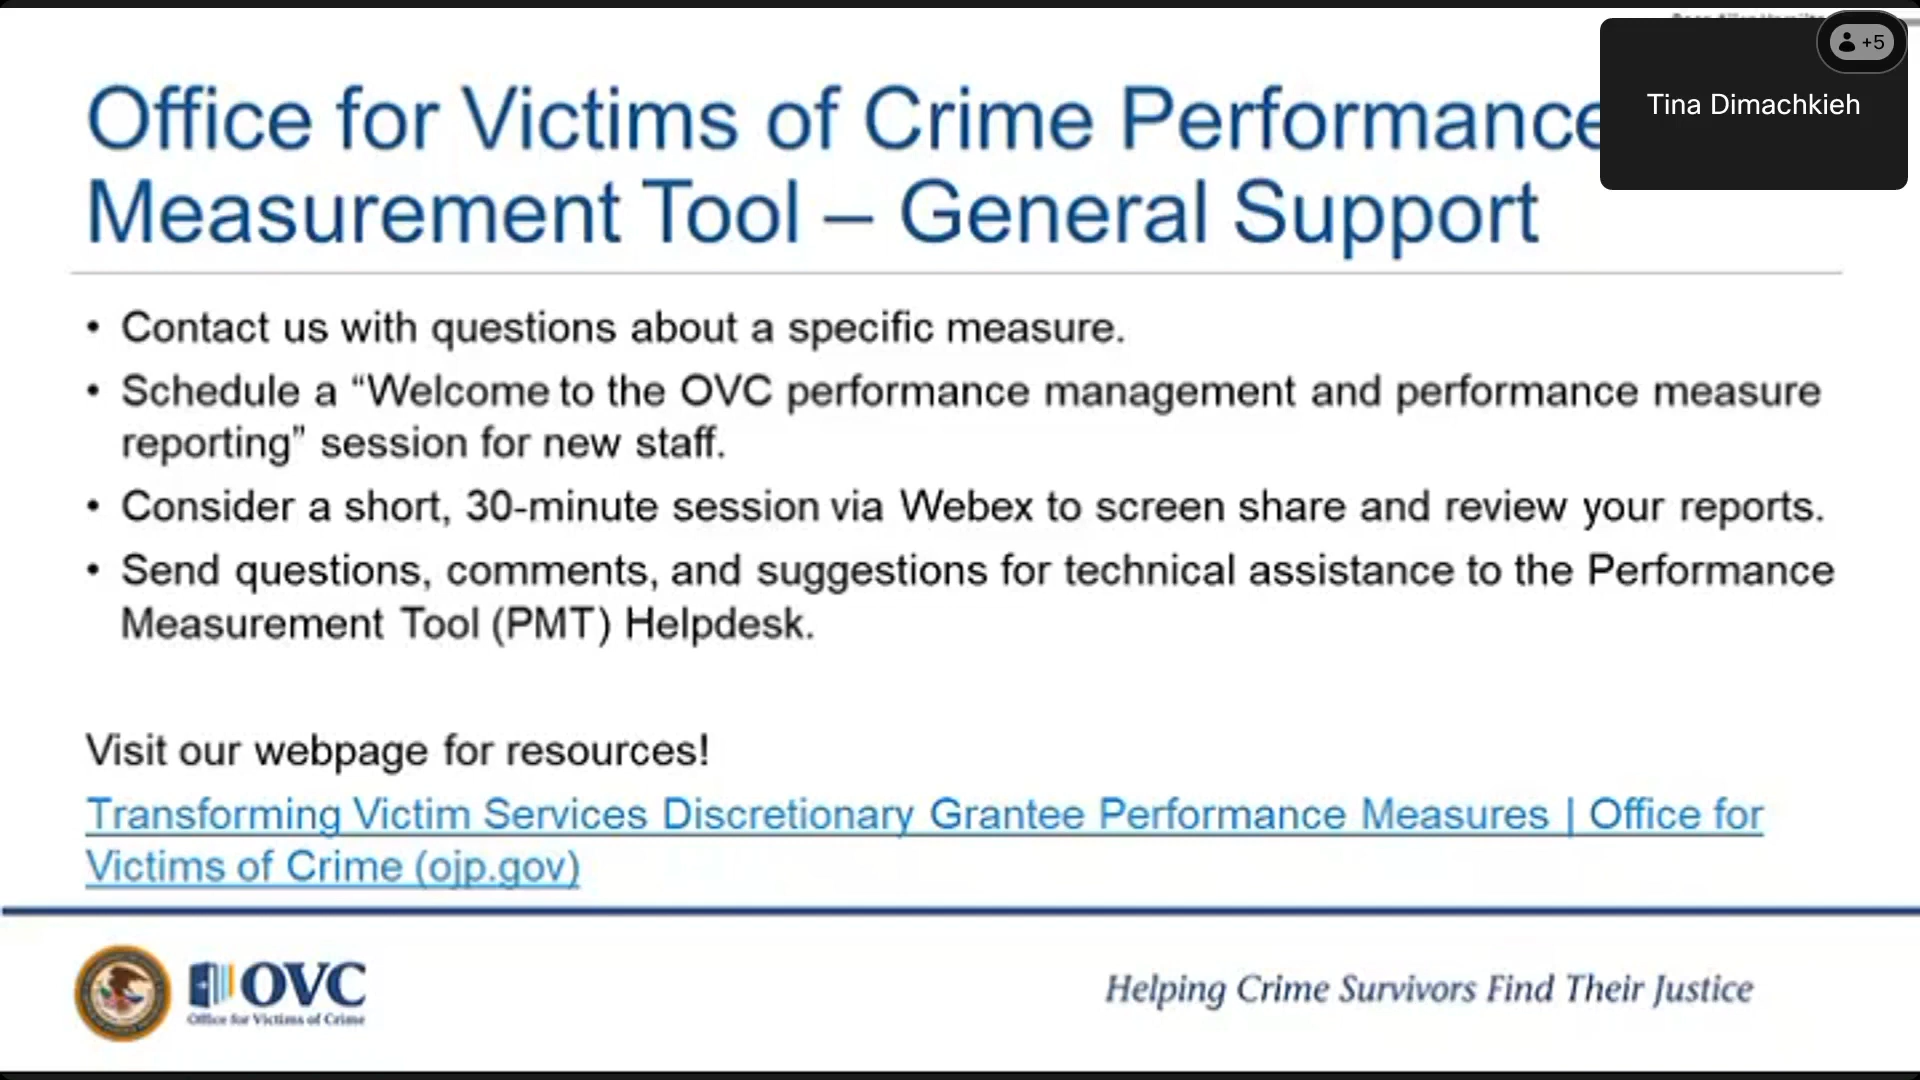 +5
Tina Dimachkieh
Office for Victims of Crime Performance
Measurement Tool – General Support
• Contact us with questions about a specific measure.
• Schedule a “Welcome to the OVC performance management and performance measure
reporting” session for new staff.
• Consider a short, 30-minute session via Webex to screen share and review your reports.
• Send questions, comments, and suggestions for technical assistance to the Performance
Measurement Tool (PMT) Helpdesk.
Visit our webpage for resources!
Transforming Victim Services Discretionary Grantee Performance Measures | Office for
Victims of Crime (ojp.gov)
OVC
Office for Victims of Crime
Helping Crime Survivors Find Their Justice